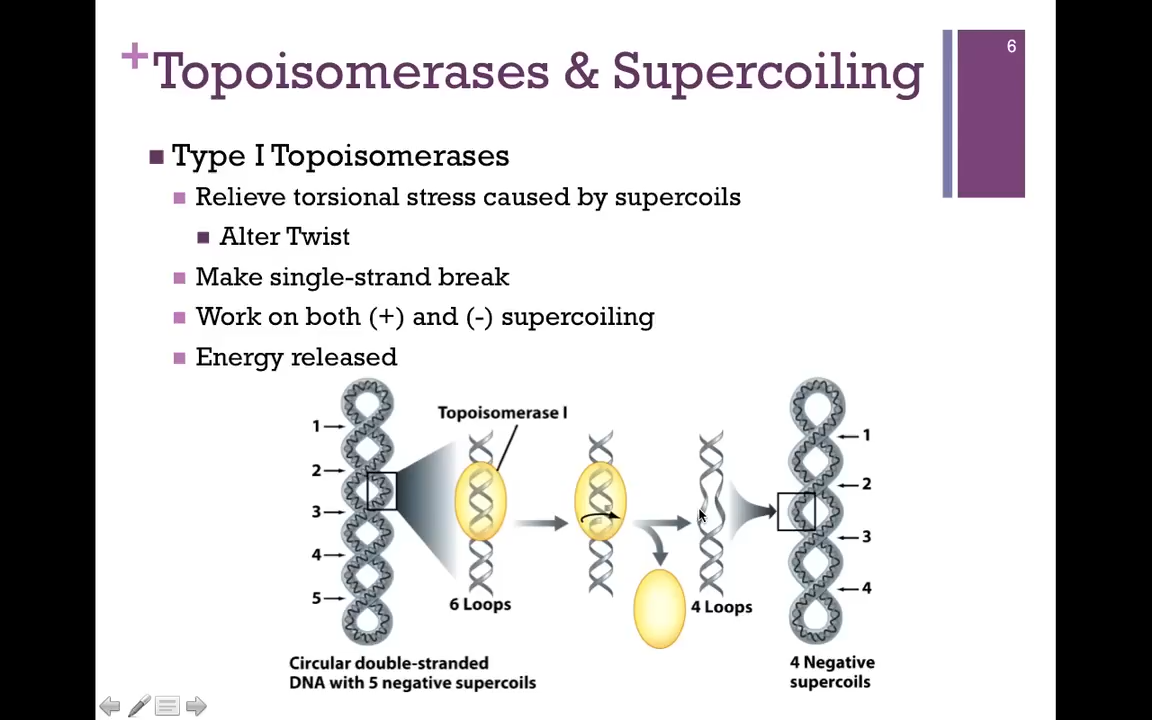 6
+Topoisomerases & Supercoiling
Type I Topoisomerases
Relieve torsional stress caused by supercoils
Alter Twist
Make single-strand break
Work on both (+) and (-) supercoiling
Energy released
1
2
3
4
5
Topoisomerase I
6 Loops
4 Loops
1
2
3
4
Circular double-stranded
DNA with 5 negative supercoils
4 Negative
supercoils